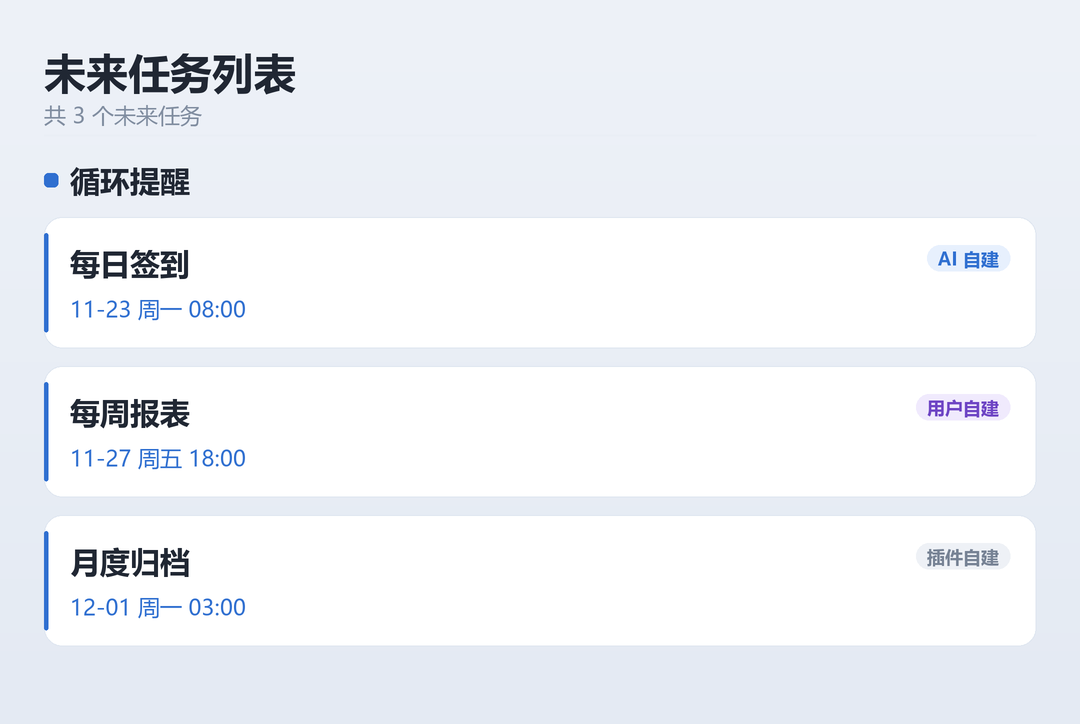 未来任务列表
共 3 个未来任务
循环提醒
每日签到
AI 自建
11-23 周一 08:00
每周报表
用户自建
11-27 周五 18:00
月度归档
插件自建
12-01 周一 03:00